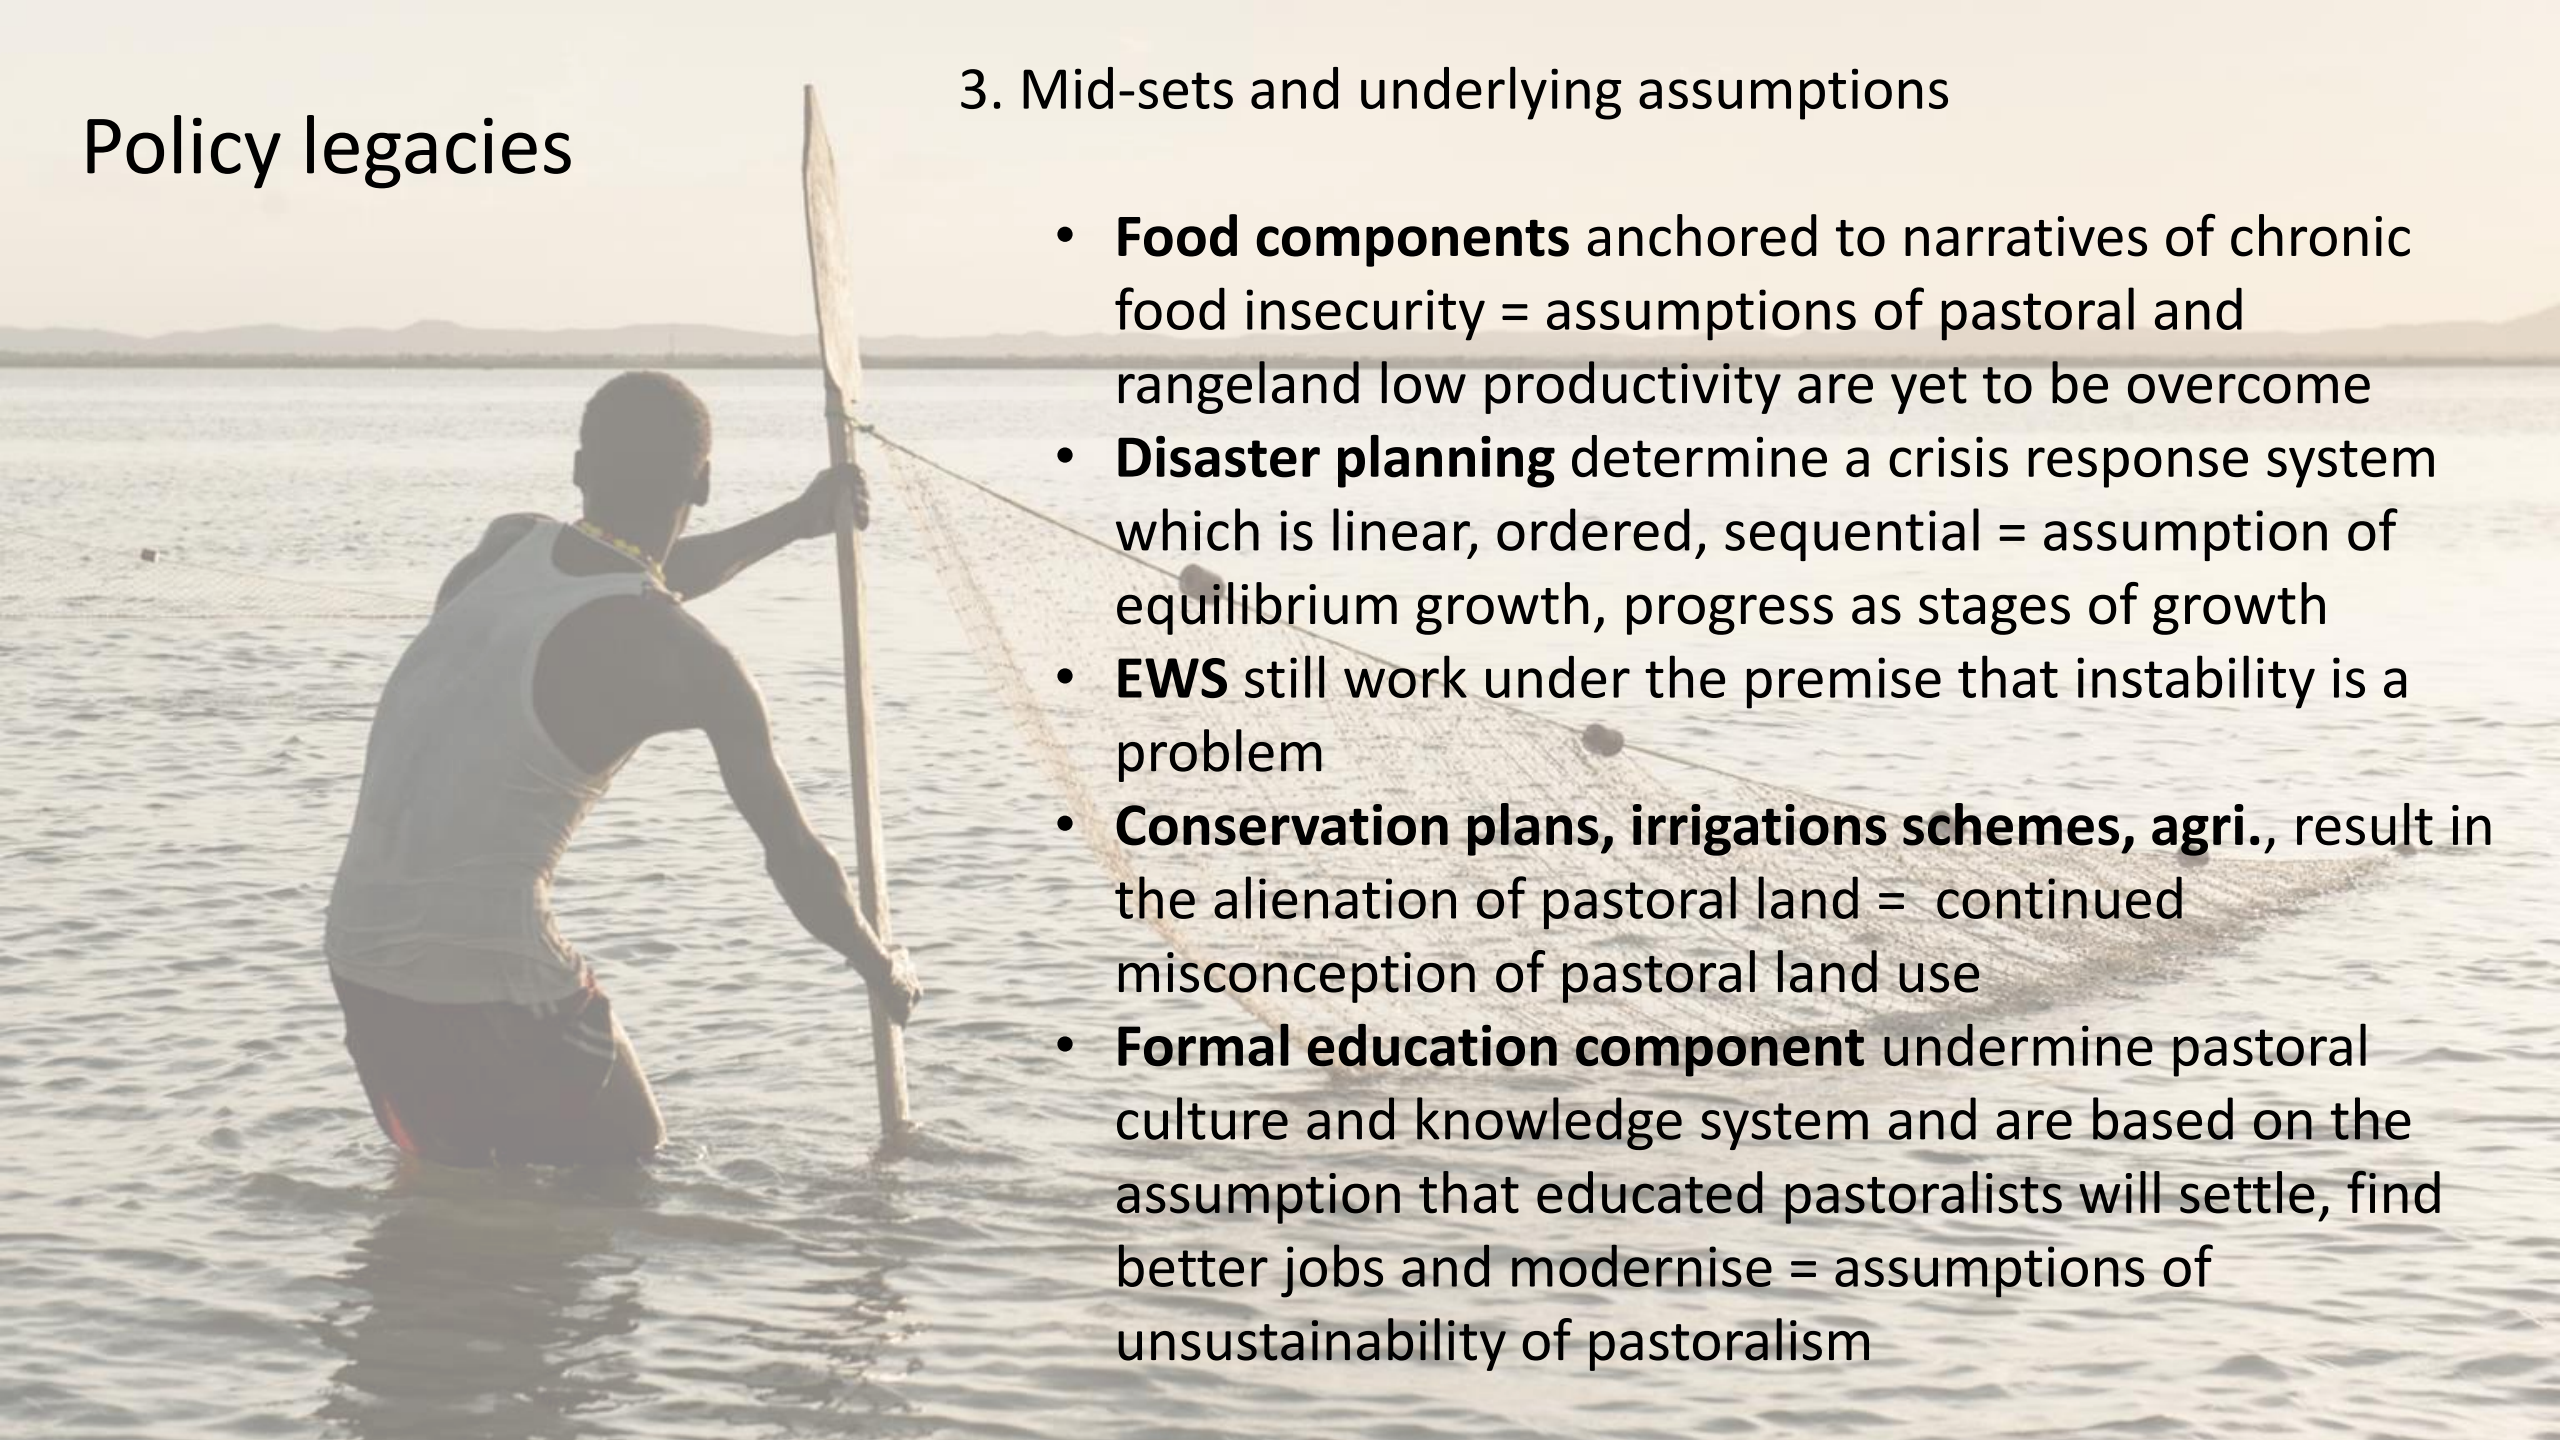 Policy legacies
3. Mid-sets and underlying assumptions
• Food components anchored to narratives of chronic
food insecurity = assumptions of pastoral and
rangeland low productivity are yet to be overcome
• Disaster planning determine a crisis response system
which is linear, ordered, sequential = assumption of
equilibrium growth, progress as stages of growth
• EWS still work under the premise that instability is a
problem
• Conservation plans, irrigations schemes, agri., result in
the alienation of pastoral land =  continued
misconception of pastoral land use
• Formal education component undermine pastoral
culture and knowledge system and are based on the
assumption that educated pastoralists will settle, find
better jobs and modernise = assumptions of
unsustainability of pastoralism